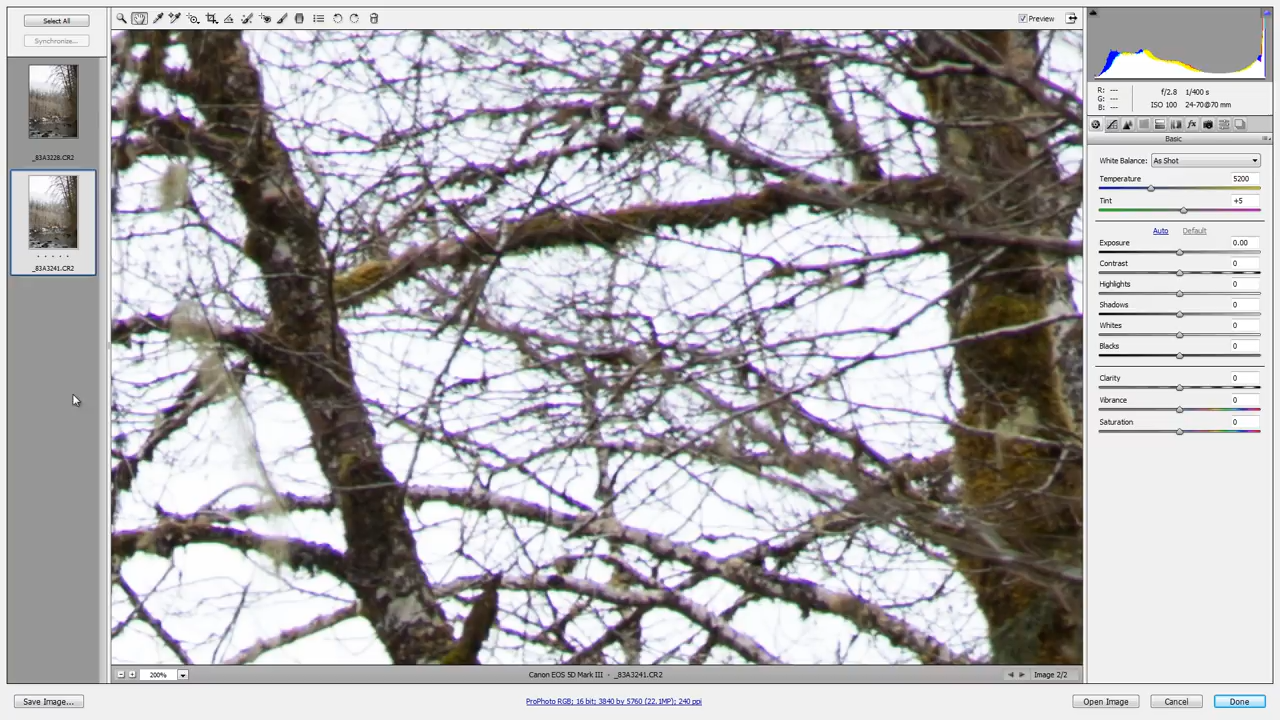 Select All
Synchronize...
_83A3228.CR2
_83A3241.CR2
Preview
R: ---
G: ---
B: ---
f/2.8 1/400 s
ISO 100 24-70@70 mm
Basic
White Balance: As Shot
Temperature 5200
Tint +5
Auto Default
Exposure 0.00
Contrast 0
Highlights 0
Shadows 0
Whites 0
Blacks 0
Clarity 0
Vibrance 0
Saturation 0
200%
Canon EOS 5D Mark III - _83A3241.CR2
Image 2/2
Save Image...
ProPhoto RGB; 16 bit; 3840 by 5760 (22.1MP); 240 ppi
Open Image
Cancel
Done